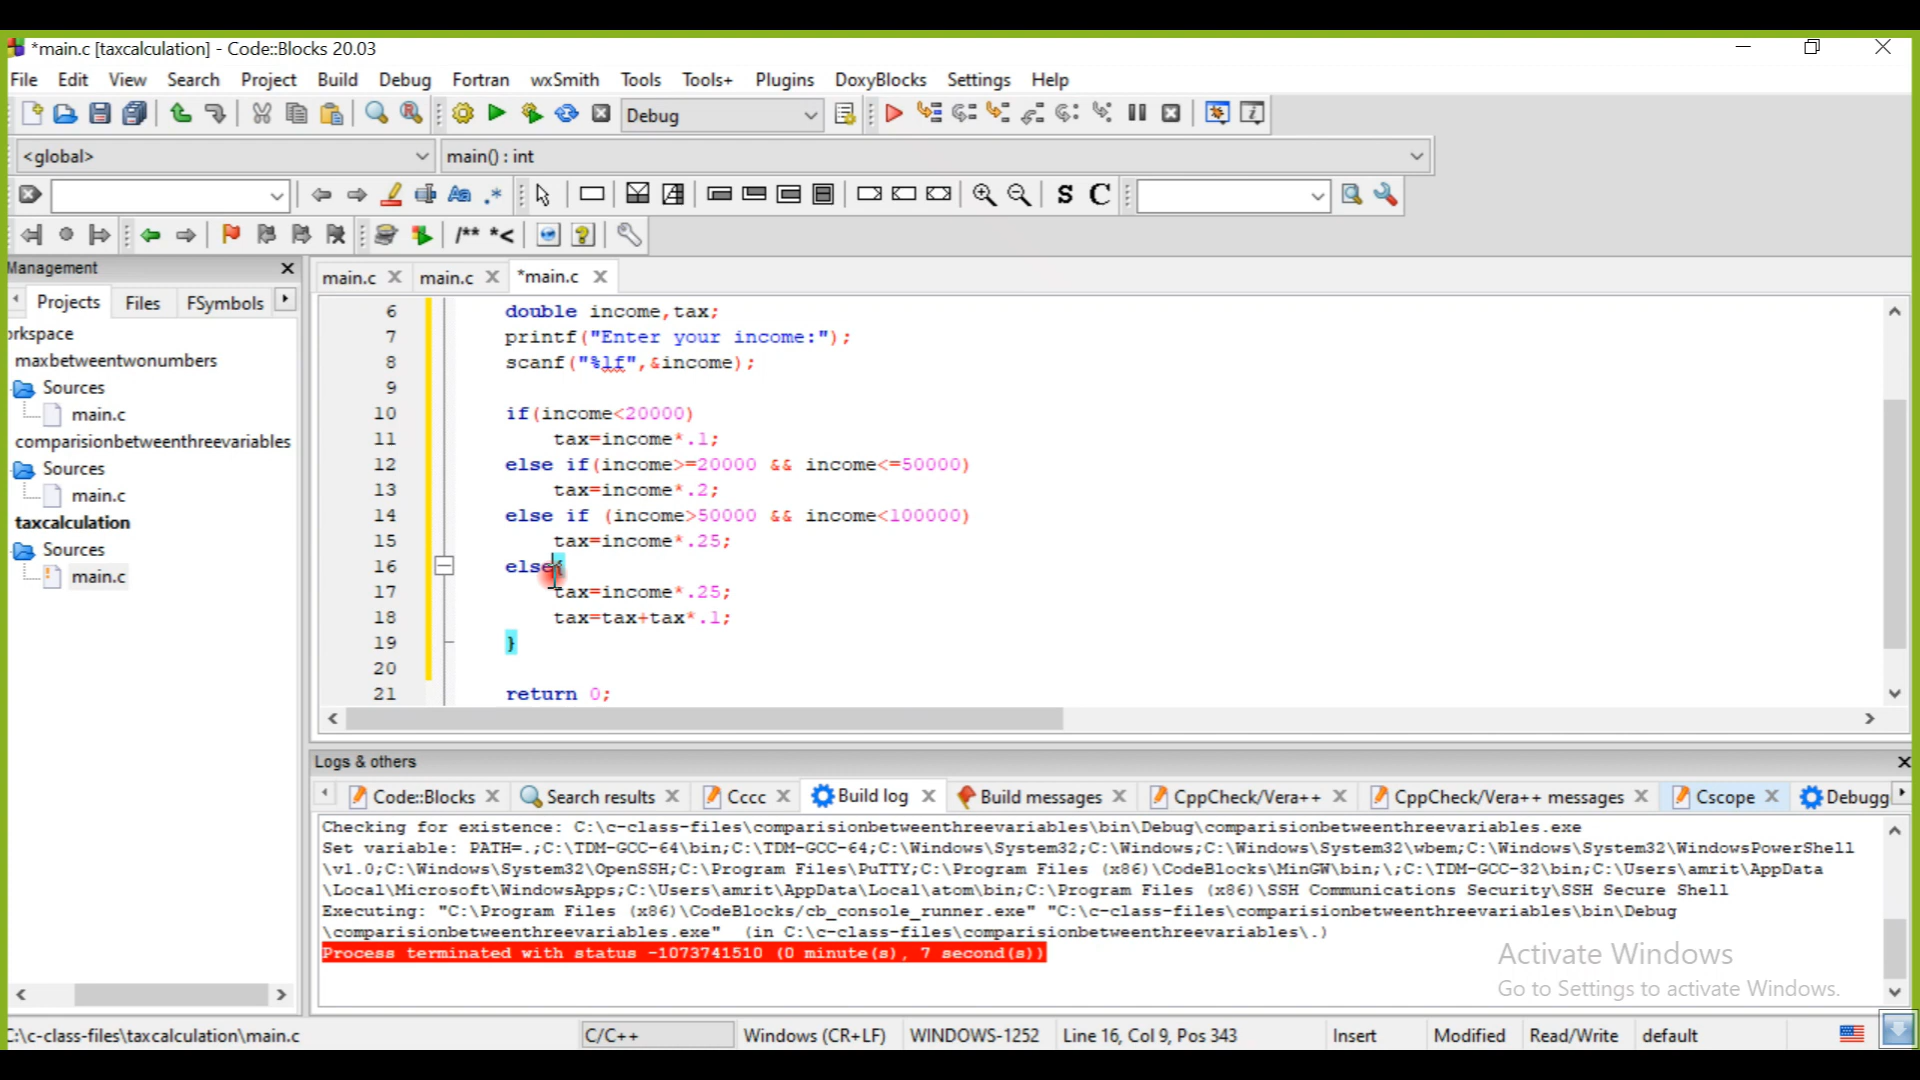 *main.c [taxcalculation] - Code::Blocks 20.03
File Edit View Search Project Build Debug Fortran wxSmith Tools Tools+ Plugins DoxyBlocks Settings Help
Debug
<global> main() : int
S C
/** *<
Management
main.c main.c *main.c
Projects Files FSymbols
orkspace
maxbetweentwonumbers
Sources
main.c
comparisionbetweenthreevariables
Sources
main.c
taxcalculation
Sources
main.c
6 double income,tax;
7 printf("Enter your income:");
8 scanf("%lf",&income);
9
10 if(income<20000)
11 tax=income*.1;
12 else if(income>=20000 && income<=50000)
13 tax=income*.2;
14 else if (income>50000 && income<100000)
15 tax=income*.25;
16 else{
17 tax=income*.25;
18 tax=tax+tax*.1;
19 }
20
21 return 0;
Logs & others
Code::Blocks Search results Cccc Build log Build messages CppCheck/Vera++ CppCheck/Vera++ messages Cscope Debugg
Checking for existence: C:\c-class-files\comparisionbetweenthreevariables\bin\Debug\comparisionbetweenthreevariables.exe
Set variable: PATH=.;C:\TDM-GCC-64\bin;C:\TDM-GCC-64;C:\Windows\System32;C:\Windows;C:\Windows\System32\wbem;C:\Windows\System32\WindowsPowerShell
\v1.0;C:\Windows\System32\OpenSSH;C:\Program Files\PuTTY;C:\Program Files (x86)\CodeBlocks\MinGW\bin;\;C:\TDM-GCC-32\bin;C:\Users\amrit\AppData
\Local\Microsoft\WindowsApps;C:\Users\amrit\AppData\Local\atom\bin;C:\Program Files (x86)\SSH Communications Security\SSH Secure Shell
Executing: "C:\Program Files (x86)\CodeBlocks/cb_console_runner.exe" "C:\c-class-files\comparisionbetweenthreevariables\bin\Debug
\comparisionbetweenthreevariables.exe" (in C:\c-class-files\comparisionbetweenthreevariables\.)
Process terminated with status -1073741510 (0 minute(s), 7 second(s))
Activate Windows
Go to Settings to activate Windows.
C:\c-class-files\taxcalculation\main.c C/C++ Windows (CR+LF) WINDOWS-1252 Line 16, Col 9, Pos 343 Insert Modified Read/Write default